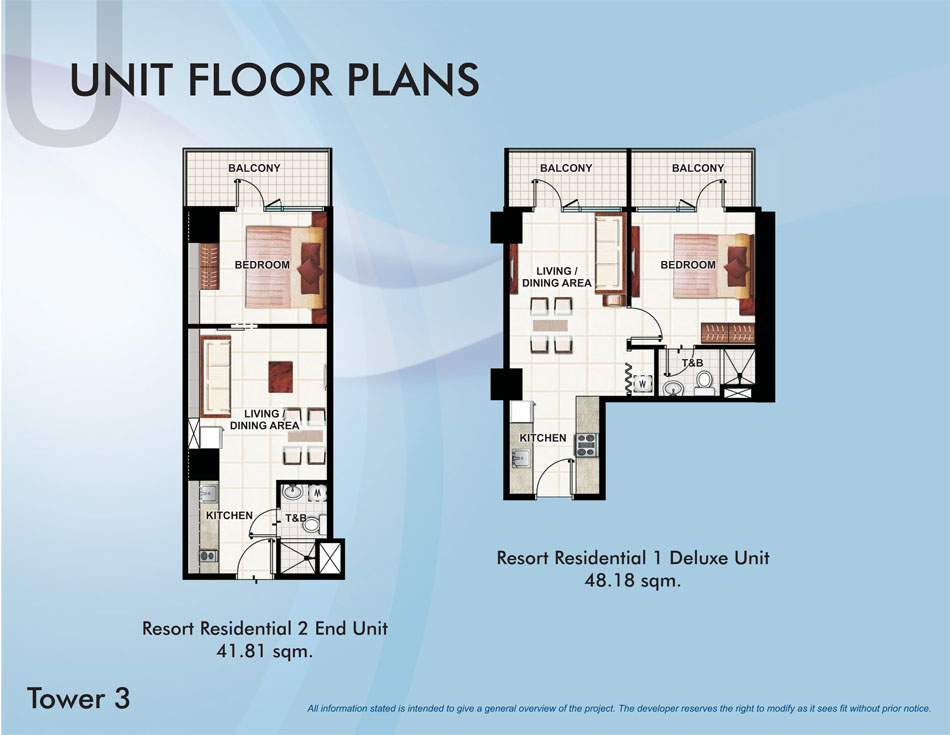 U
UNIT FLOOR PLANS
BALCONY
BEDROOM
LIVING /
DINING AREA
KITCHEN
T&B
W
Resort Residential 2 End Unit
41.81 sqm.
BALCONY
BALCONY
LIVING /
DINING AREA
BEDROOM
T&B
W
KITCHEN
Resort Residential 1 Deluxe Unit
48.18 sqm.
Tower 3
All information stated is intended to give a general overview of the project. The developer reserves the right to modify as it sees fit without prior notice.